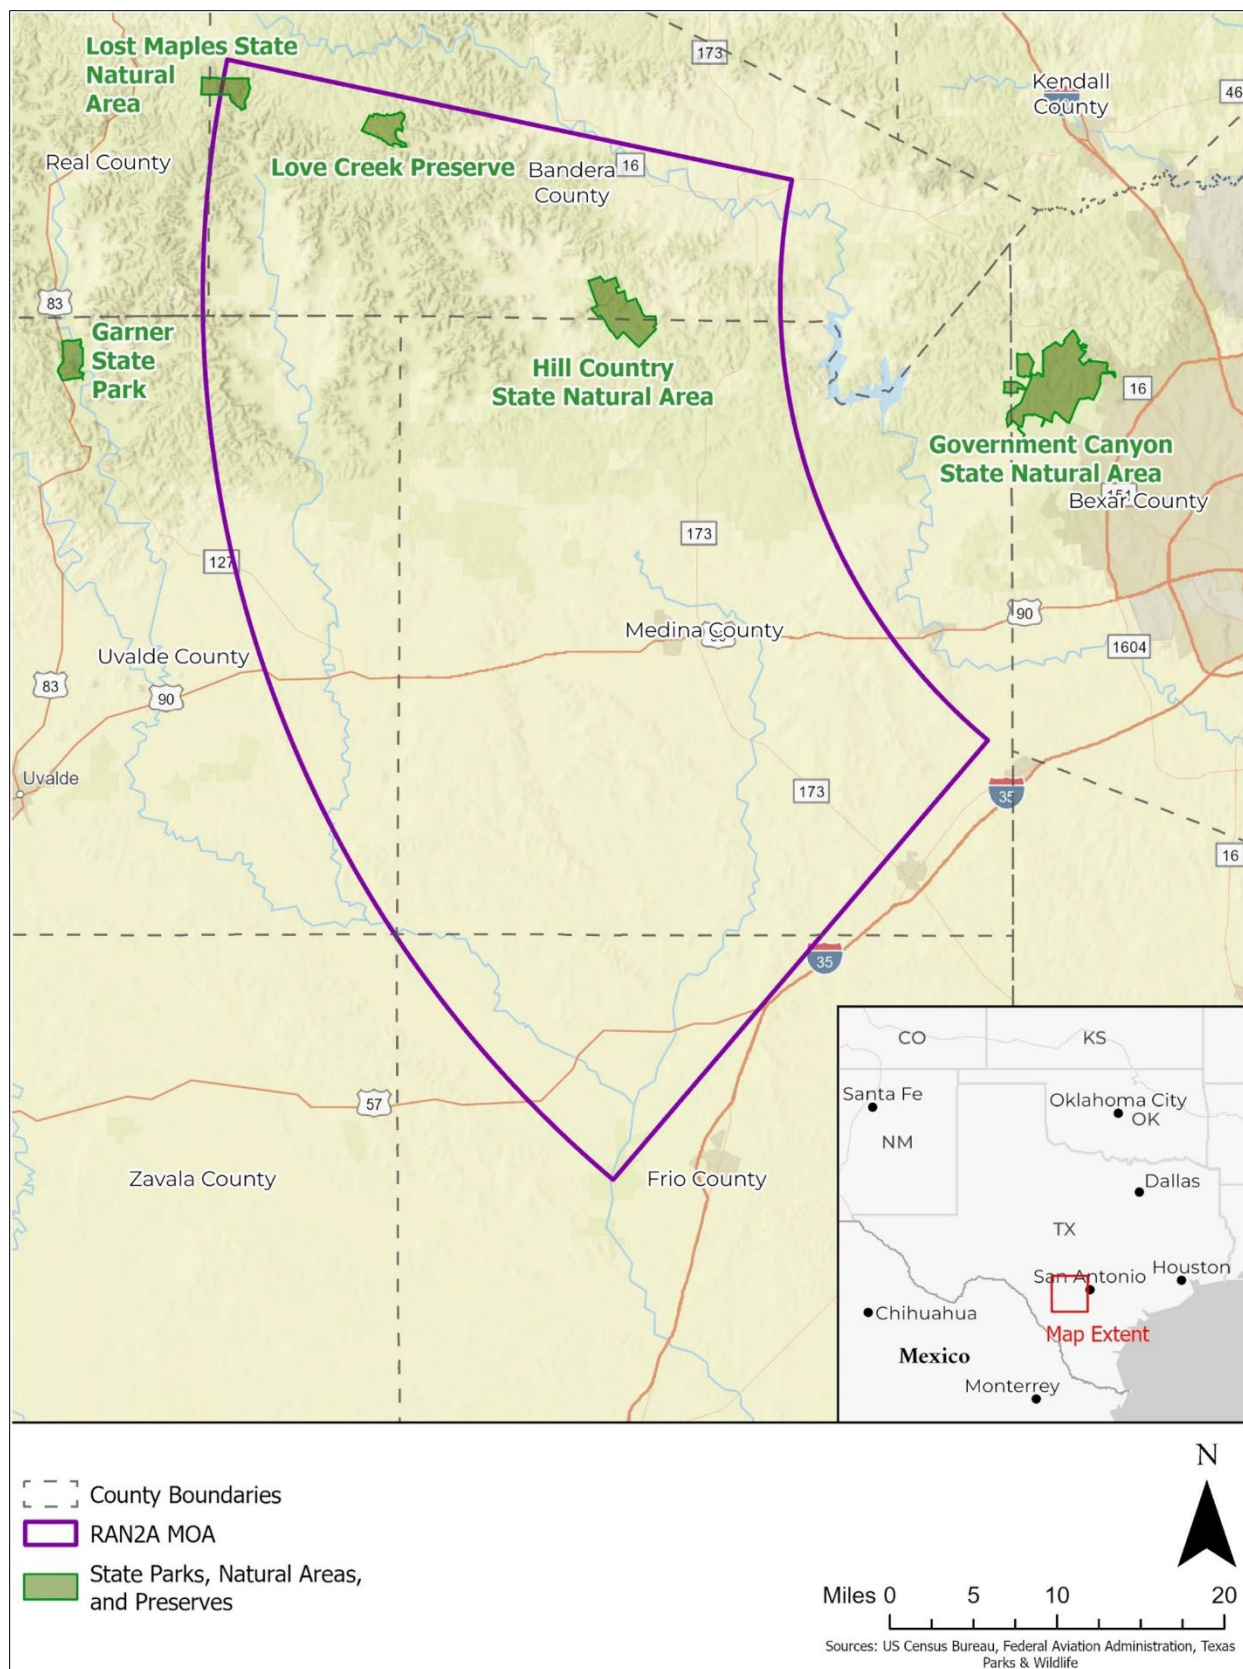 Lost Maples State
Natural
Area
173
Kendall
County
46
Real County
Love Creek Preserve
Bandera
County
16
83
Garner
State
Park
Hill Country
State Natural Area
16
Government Canyon
State Natural Area
151
Bexar County
173
127
90
Medina County
1604
Uvalde County
83
90
Uvalde
173
35
16
35
57
Zavala County
Frio County
CO
KS
Santa Fe
Oklahoma City
OK
NM
Dallas
TX
San Antonio
Houston
Chihuahua
Map Extent
Mexico
Monterrey
County Boundaries
RAN2A MOA
State Parks, Natural Areas,
and Preserves
N
Miles 0 5 10 20
Sources: US Census Bureau, Federal Aviation Administration, Texas
Parks & Wildlife